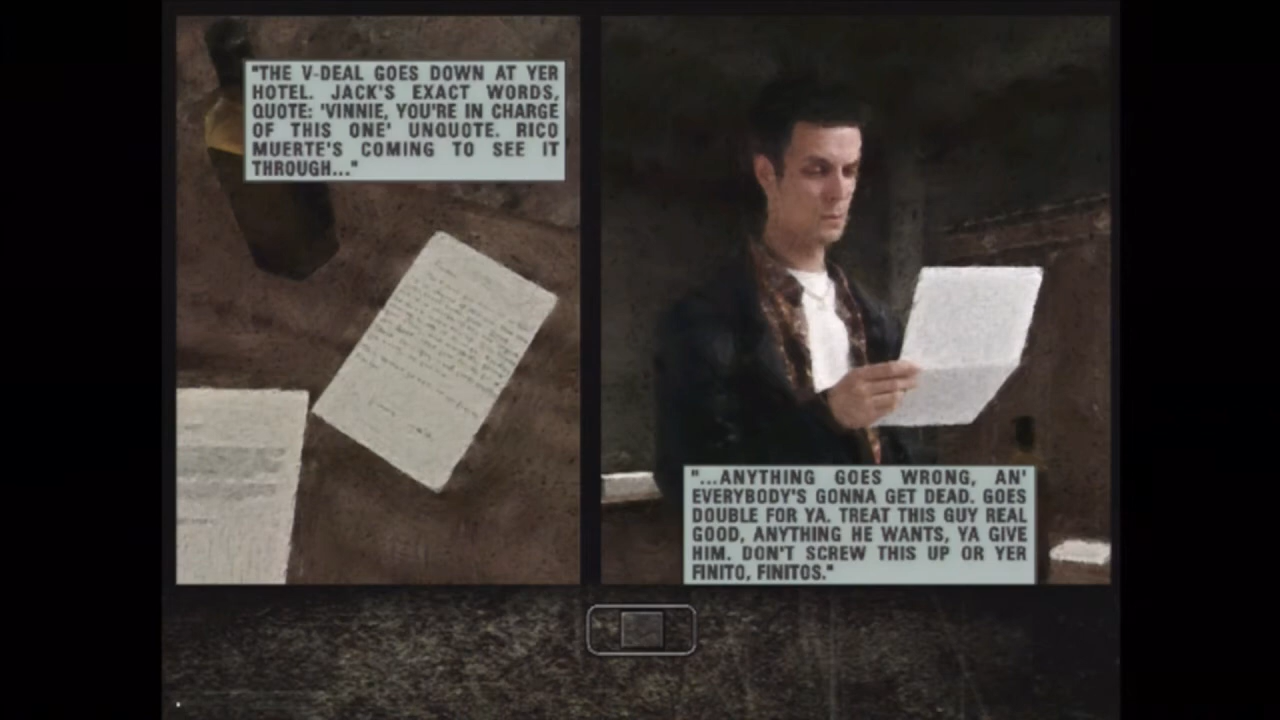 "THE V-DEAL GOES DOWN AT YER
HOTEL. JACK'S EXACT WORDS,
QUOTE: 'VINNIE, YOU'RE IN CHARGE
OF THIS ONE' UNQUOTE. RICO
MUERTE'S COMING TO SEE IT
THROUGH..."
"...ANYTHING GOES WRONG, AN'
EVERYBODY'S GONNA GET DEAD. GOES
DOUBLE FOR YA. TREAT THIS GUY REAL
GOOD, ANYTHING HE WANTS, YA GIVE
HIM. DON'T SCREW THIS UP OR YER
FINITO, FINITOS."